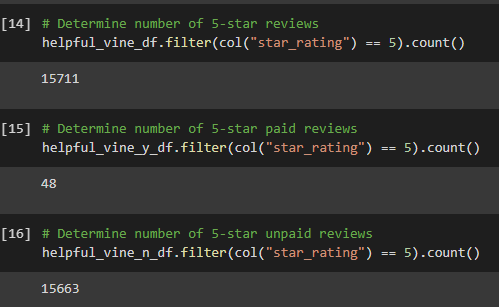 [14] # Determine number of 5-star reviews
helpful_vine_df.filter(col("star_rating") == 5).count()
15711
[15] # Determine number of 5-star paid reviews
helpful_vine_y_df.filter(col("star_rating") == 5).count()
48
[16] # Determine number of 5-star unpaid reviews
helpful_vine_n_df.filter(col("star_rating") == 5).count()
15663